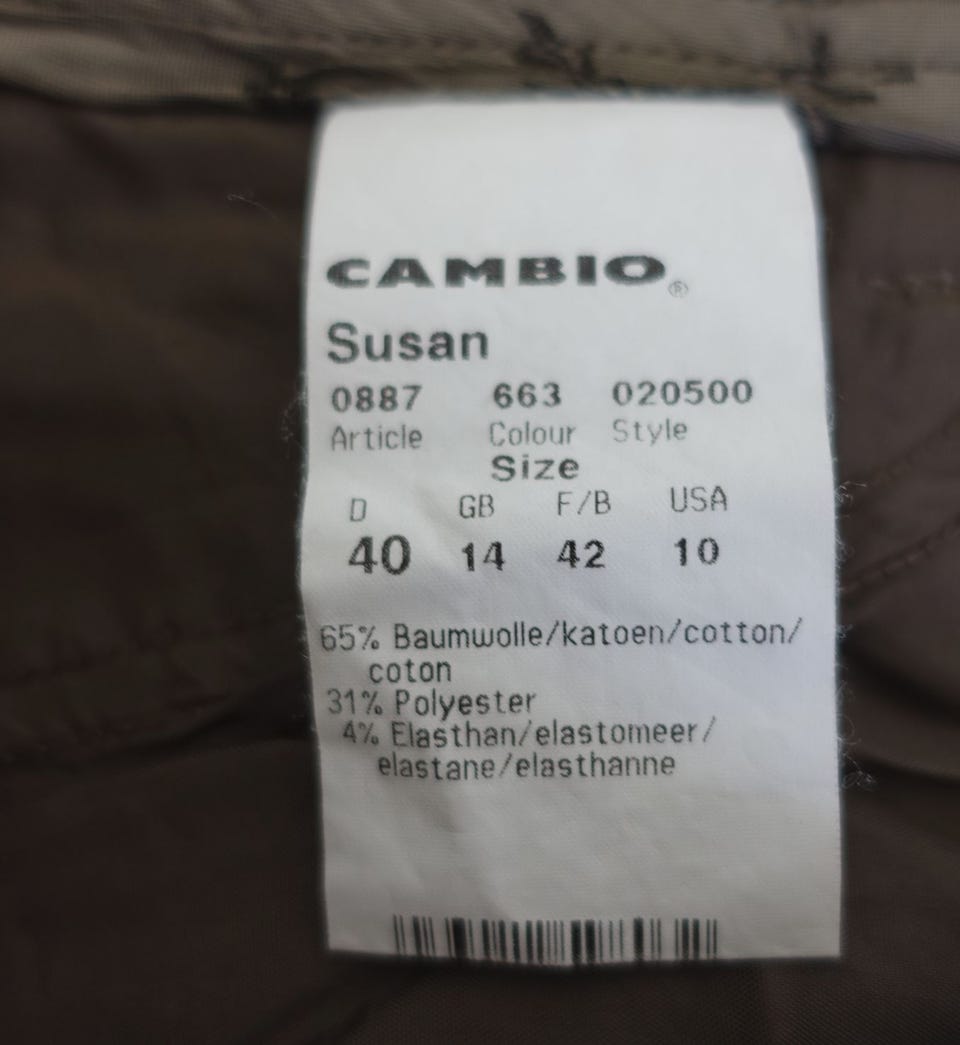 CAMBIO®
Susan
0887 663 020500
Article Colour Style
Size
D GB F/B USA
40 14 42 10
65% Baumwolle/katoen/cotton/
coton
31% Polyester
4% Elasthan/elastomeer/
elastane/elasthanne